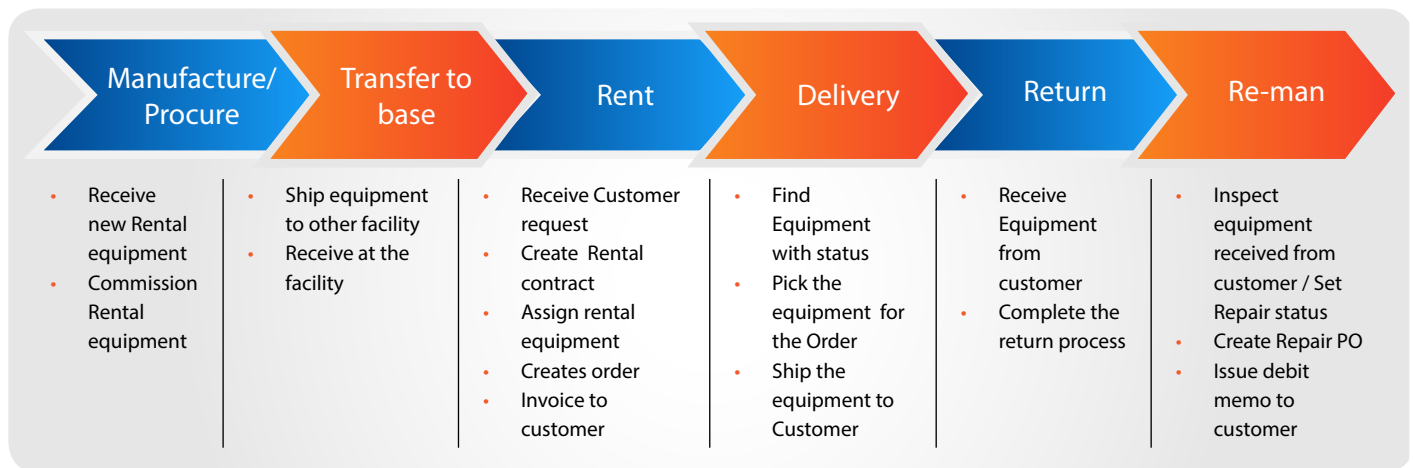 Manufacture/
Procure
Transfer to
base
Rent
Delivery
Return
Re-man
• Receive
new Rental
equipment
• Commission
Rental
equipment
• Ship equipment
to other facility
• Receive at the
facility
• Receive Customer
request
• Create Rental
contract
• Assign rental
equipment
• Creates order
• Invoice to
customer
• Find
Equipment
with status
• Pick the
equipment for
the Order
• Ship the
equipment to
Customer
• Receive
Equipment
from
customer
• Complete the
return process
• Inspect
equipment
received from
customer / Set
Repair status
• Create Repair PO
• Issue debit
memo to
customer